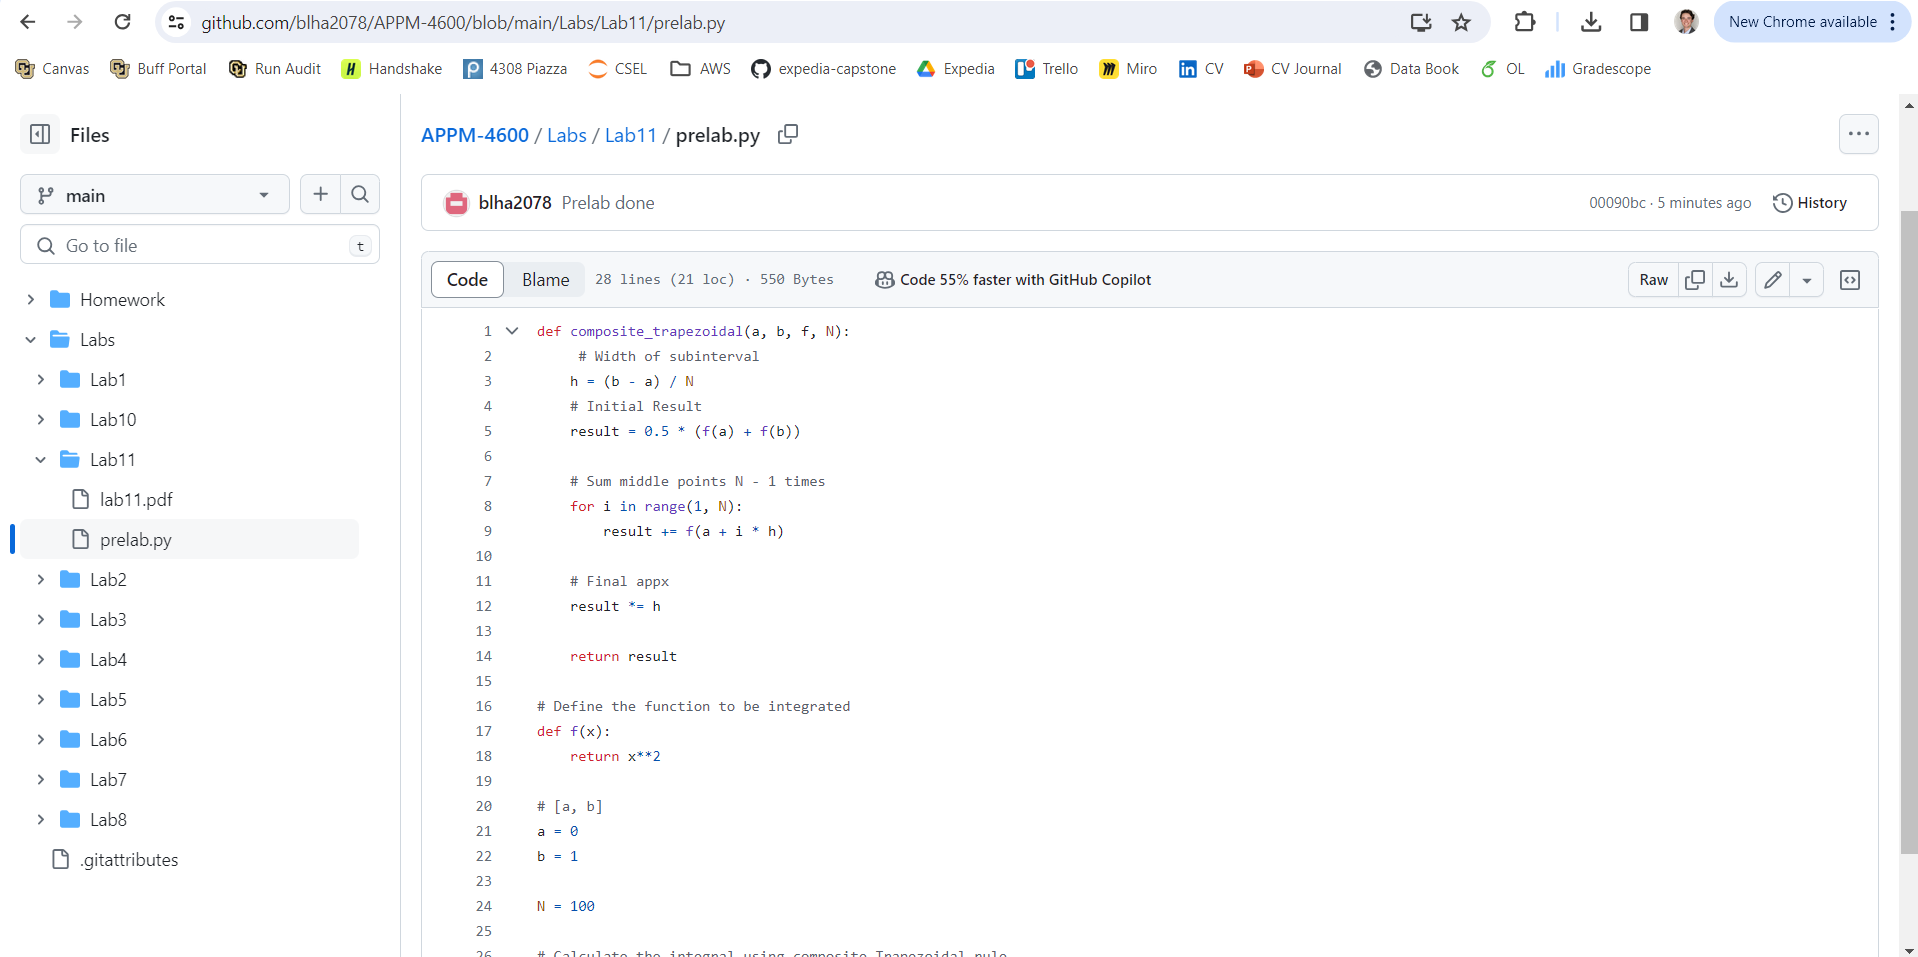 github.com/blha2078/APPM-4600/blob/main/Labs/Lab11/prelab.py
New Chrome available
Canvas Buff Portal Run Audit Handshake 4308 Piazza CSEL AWS expedia-capstone Expedia Trello Miro CV CV Journal Data Book OL Gradescope
Files
main
Go to file
t
Homework
Labs
Lab1
Lab10
Lab11
lab11.pdf
prelab.py
Lab2
Lab3
Lab4
Lab5
Lab6
Lab7
Lab8
.gitattributes
APPM-4600 / Labs / Lab11 / prelab.py
blha2078 Prelab done 00090bc · 5 minutes ago History
Code Blame 28 lines (21 loc) · 550 Bytes Code 55% faster with GitHub Copilot Raw
1 def composite_trapezoidal(a, b, f, N):
2 # Width of subinterval
3 h = (b - a) / N
4 # Initial Result
5 result = 0.5 * (f(a) + f(b))
6
7 # Sum middle points N - 1 times
8 for i in range(1, N):
9 result += f(a + i * h)
10
11 # Final appx
12 result *= h
13
14 return result
15
16 # Define the function to be integrated
17 def f(x):
18 return x**2
19
20 # [a, b]
21 a = 0
22 b = 1
23
24 N = 100
25
26 # Calculate the integral using composite Trapezoidal rule